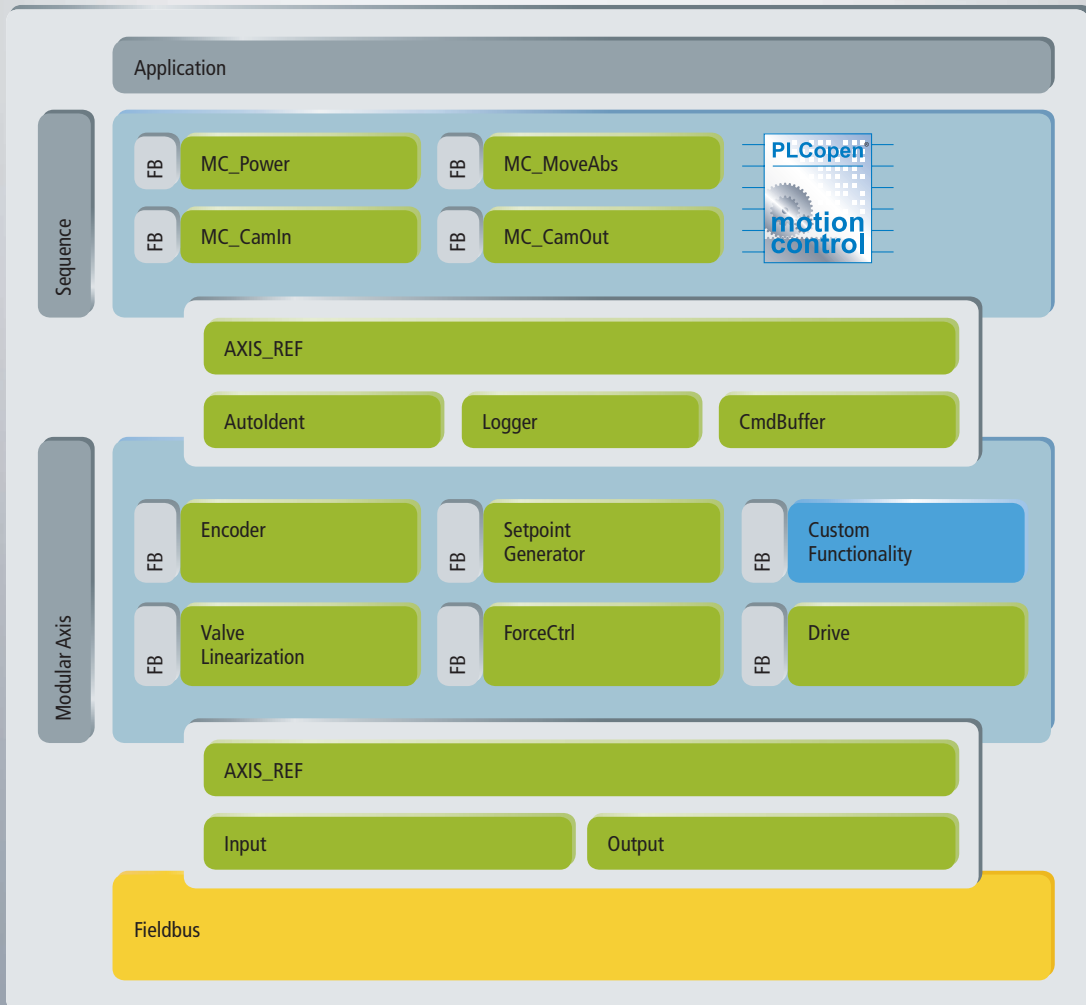 Application
Sequence
FB
MC_Power
FB
MC_MoveAbs
PLCopen®
motion
control
FB
MC_CamIn
FB
MC_CamOut
AXIS_REF
AutoIdent
Logger
CmdBuffer
Modular Axis
FB
Encoder
FB
Setpoint
Generator
FB
Custom
Functionality
FB
Valve
Linearization
FB
ForceCtrl
FB
Drive
AXIS_REF
Input
Output
Fieldbus